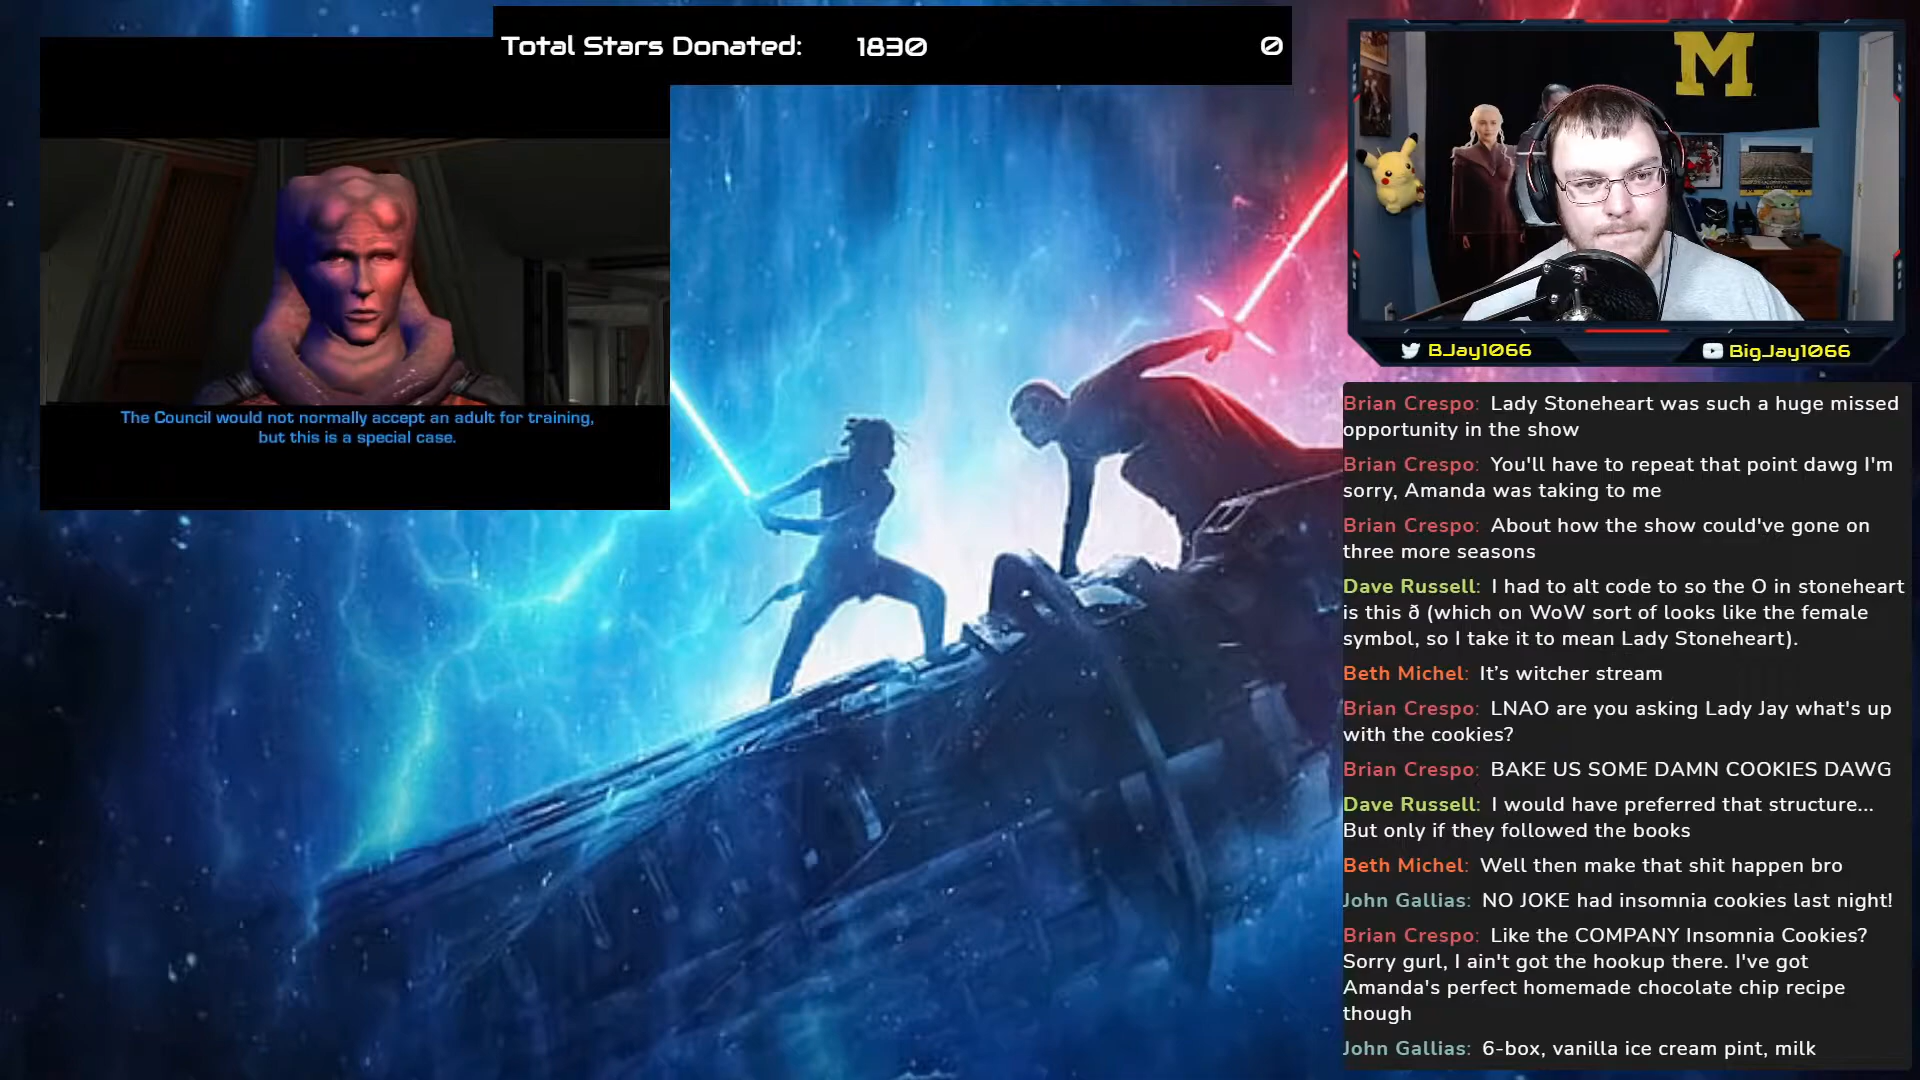 Total Stars Donated: 1830 0
M
The Council would not normally accept an adult for training,
but this is a special case.
BJay1066
BigJay1066
Brian Crespo: Lady Stoneheart was such a huge missed
opportunity in the show
Brian Crespo: You'll have to repeat that point dawg I'm
sorry, Amanda was taking to me
Brian Crespo: About how the show could've gone on
three more seasons
Dave Russell: I had to alt code to so the O in stoneheart
is this ð (which on WoW sort of looks like the female
symbol, so I take it to mean Lady Stoneheart).
Beth Michel: It's witcher stream
Brian Crespo: LNAO are you asking Lady Jay what's up
with the cookies?
Brian Crespo: BAKE US SOME DAMN COOKIES DAWG
Dave Russell: I would have preferred that structure...
But only if they followed the books
Beth Michel: Well then make that shit happen bro
John Gallias: NO JOKE had insomnia cookies last night!
Brian Crespo: Like the COMPANY Insomnia Cookies?
Sorry gurl, I ain't got the hookup there. I've got
Amanda's perfect homemade chocolate chip recipe
though
John Gallias: 6-box, vanilla ice cream pint, milk